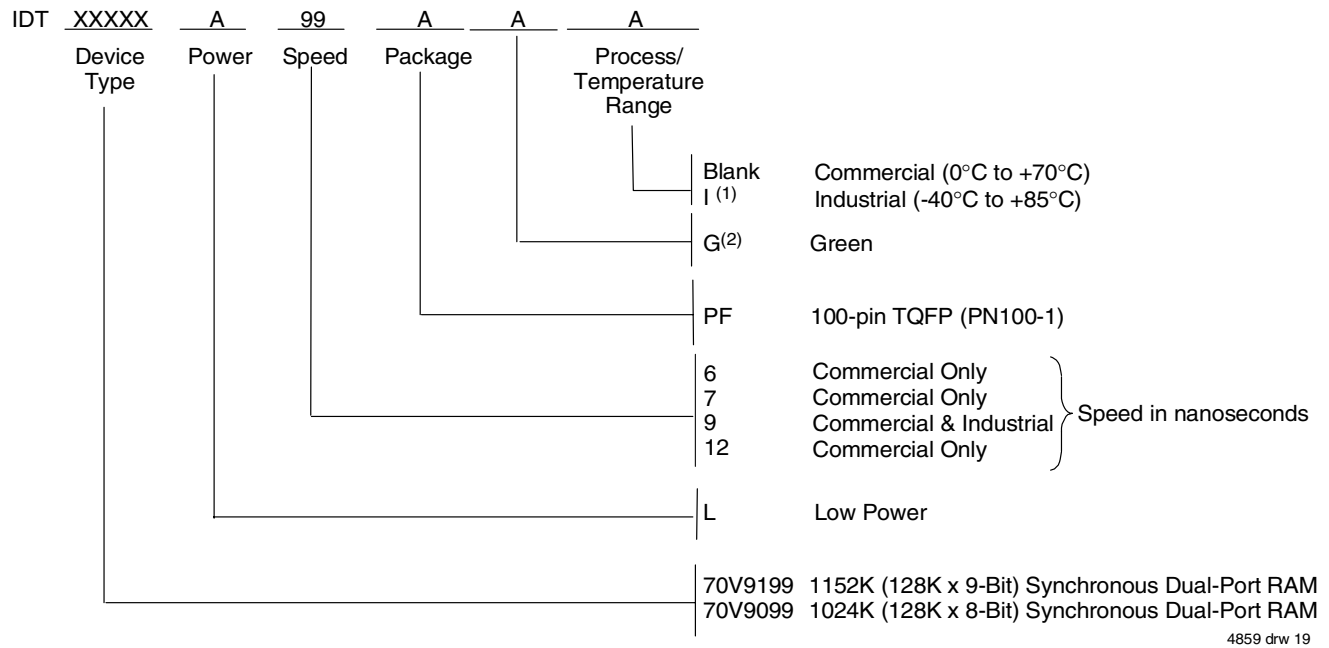 IDT XXXXX A 99 A A A
Device Type Power Speed Package Process/ Temperature Range
Blank Commercial (0°C to +70°C)
I (1) Industrial (-40°C to +85°C)
G(2) Green
PF 100-pin TQFP (PN100-1)
6 Commercial Only
7 Commercial Only
9 Commercial & Industrial
12 Commercial Only
Speed in nanoseconds
L Low Power
70V9199 1152K (128K x 9-Bit) Synchronous Dual-Port RAM
70V9099 1024K (128K x 8-Bit) Synchronous Dual-Port RAM
4859 drw 19